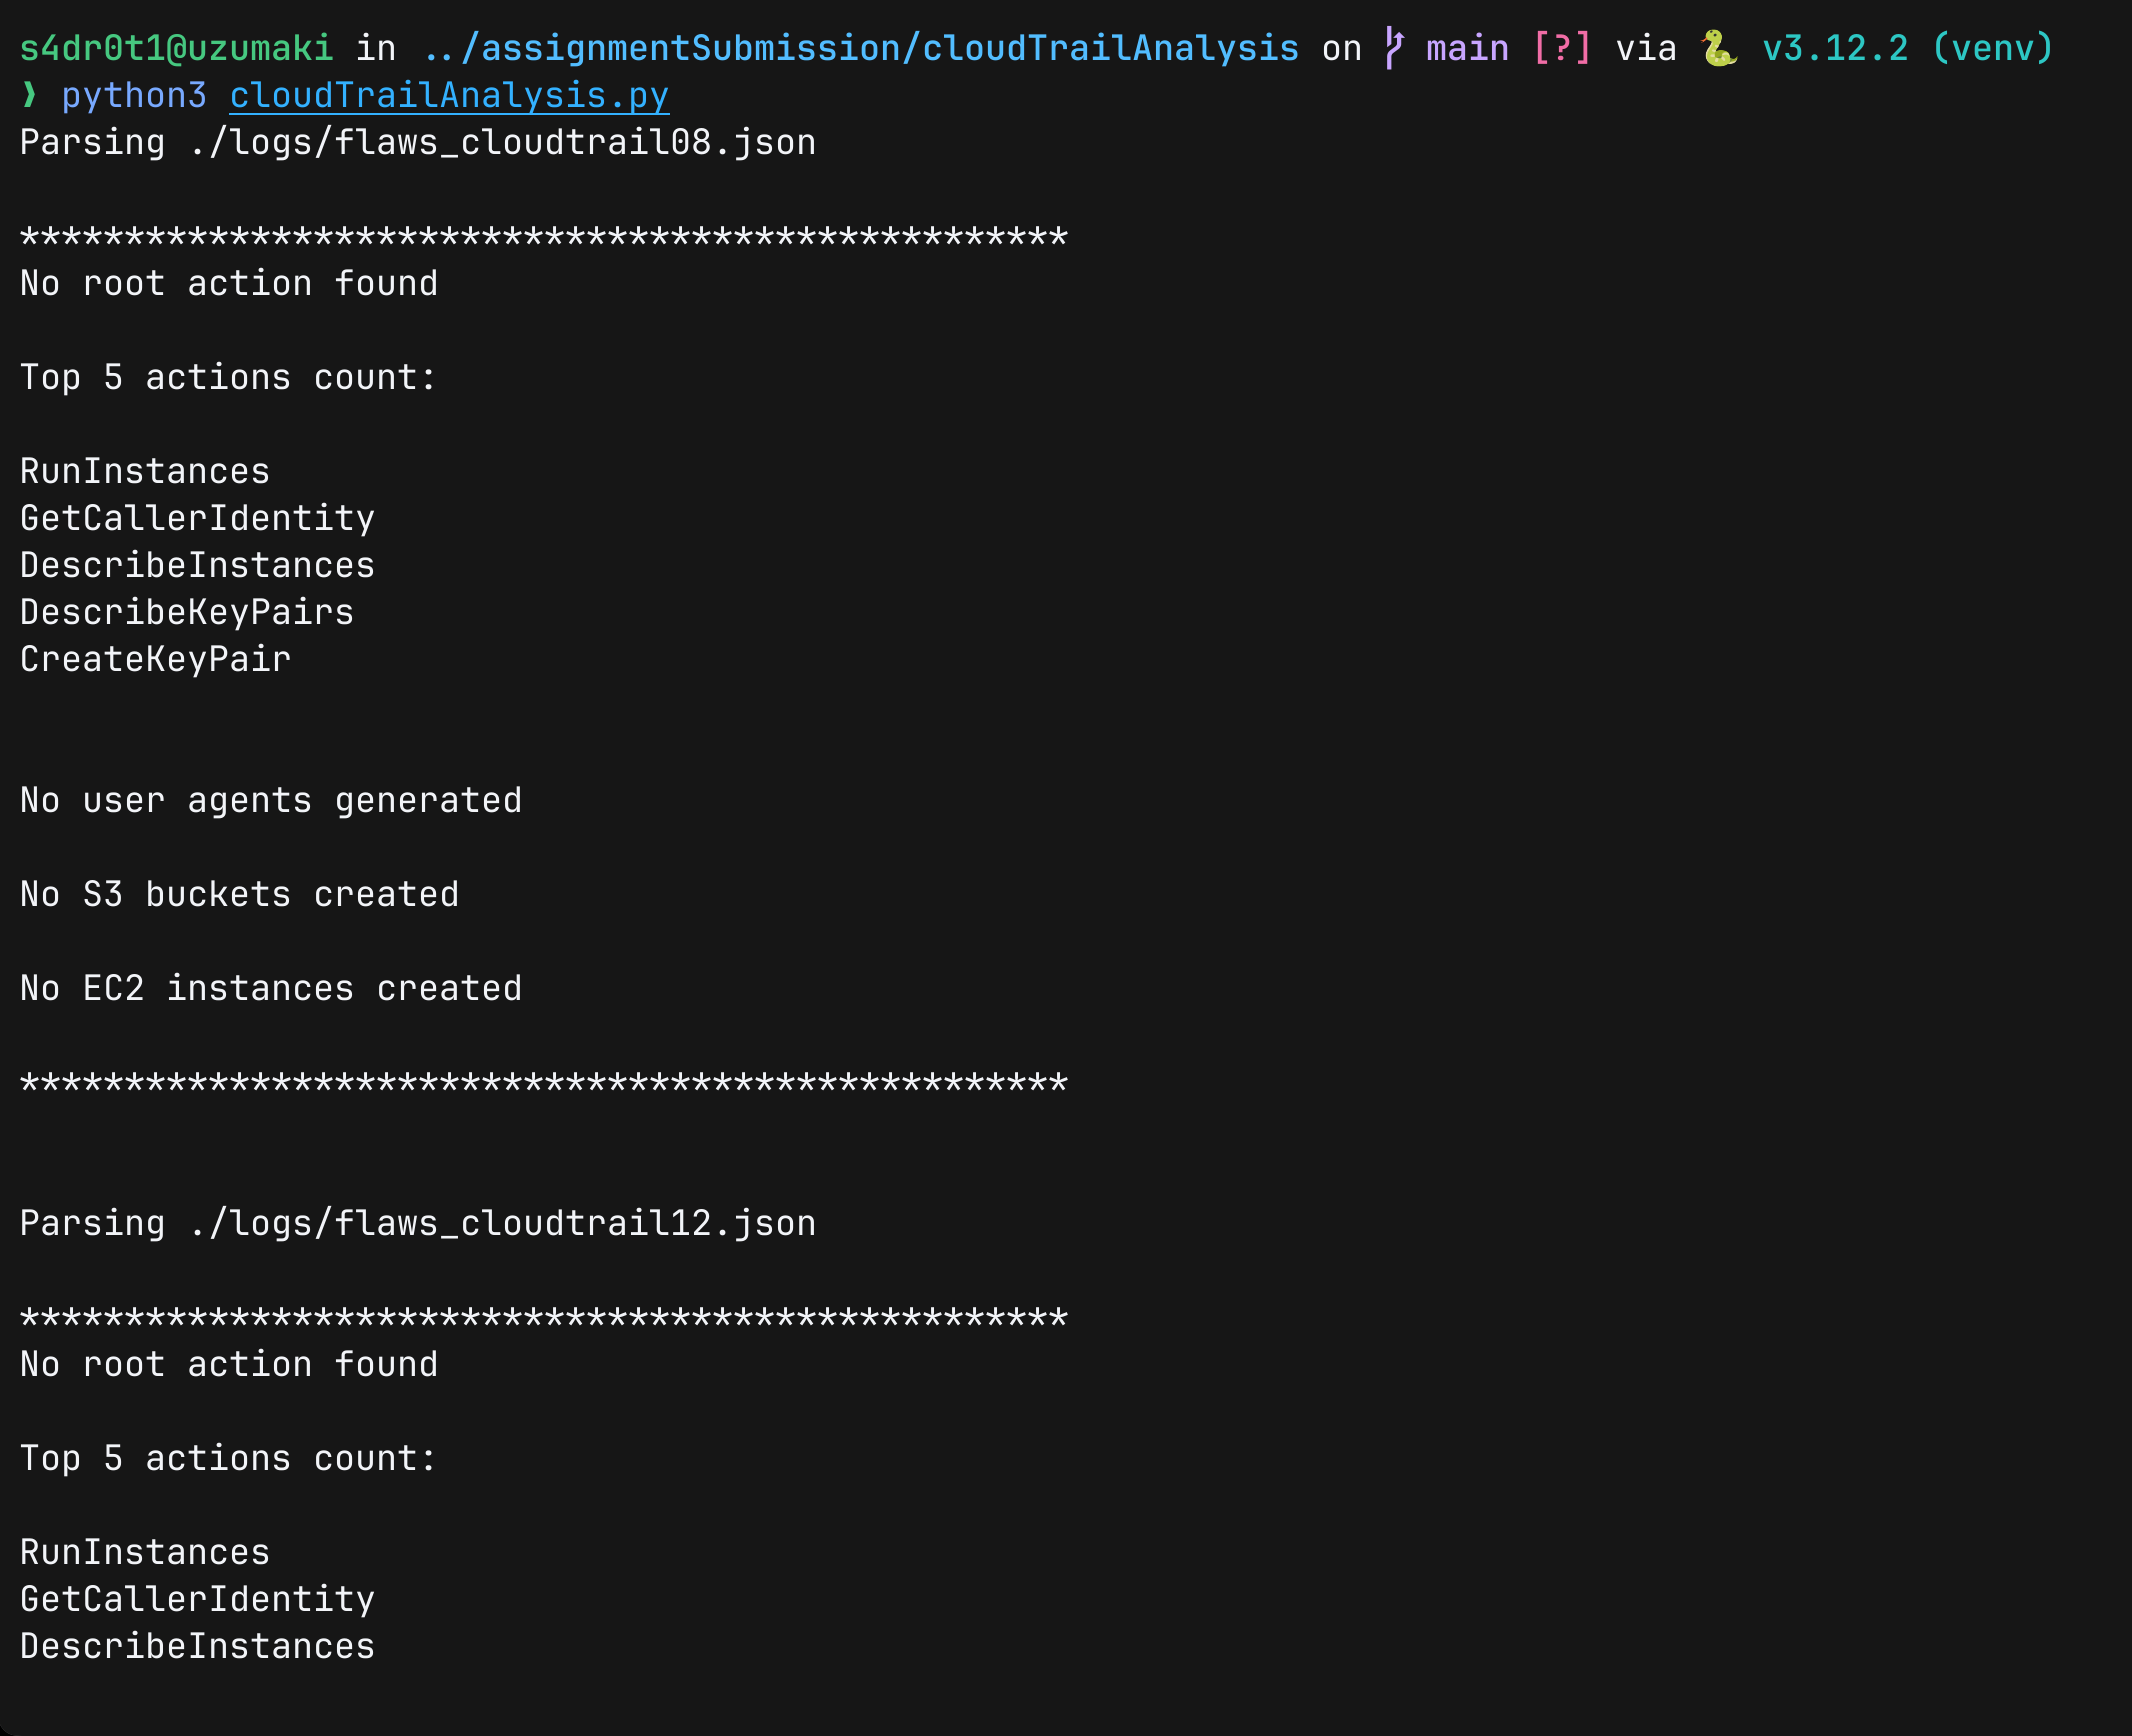 s4dr0t1@uzumaki in ../assignmentSubmission/cloudTrailAnalysis on main [?] via v3.12.2 (venv)
❯ python3 cloudTrailAnalysis.py
Parsing ./logs/flaws_cloudtrail08.json
**************************************************
No root action found
Top 5 actions count:
RunInstances
GetCallerIdentity
DescribeInstances
DescribeKeyPairs
CreateKeyPair
No user agents generated
No S3 buckets created
No EC2 instances created
**************************************************
Parsing ./logs/flaws_cloudtrail12.json
**************************************************
No root action found
Top 5 actions count:
RunInstances
GetCallerIdentity
DescribeInstances